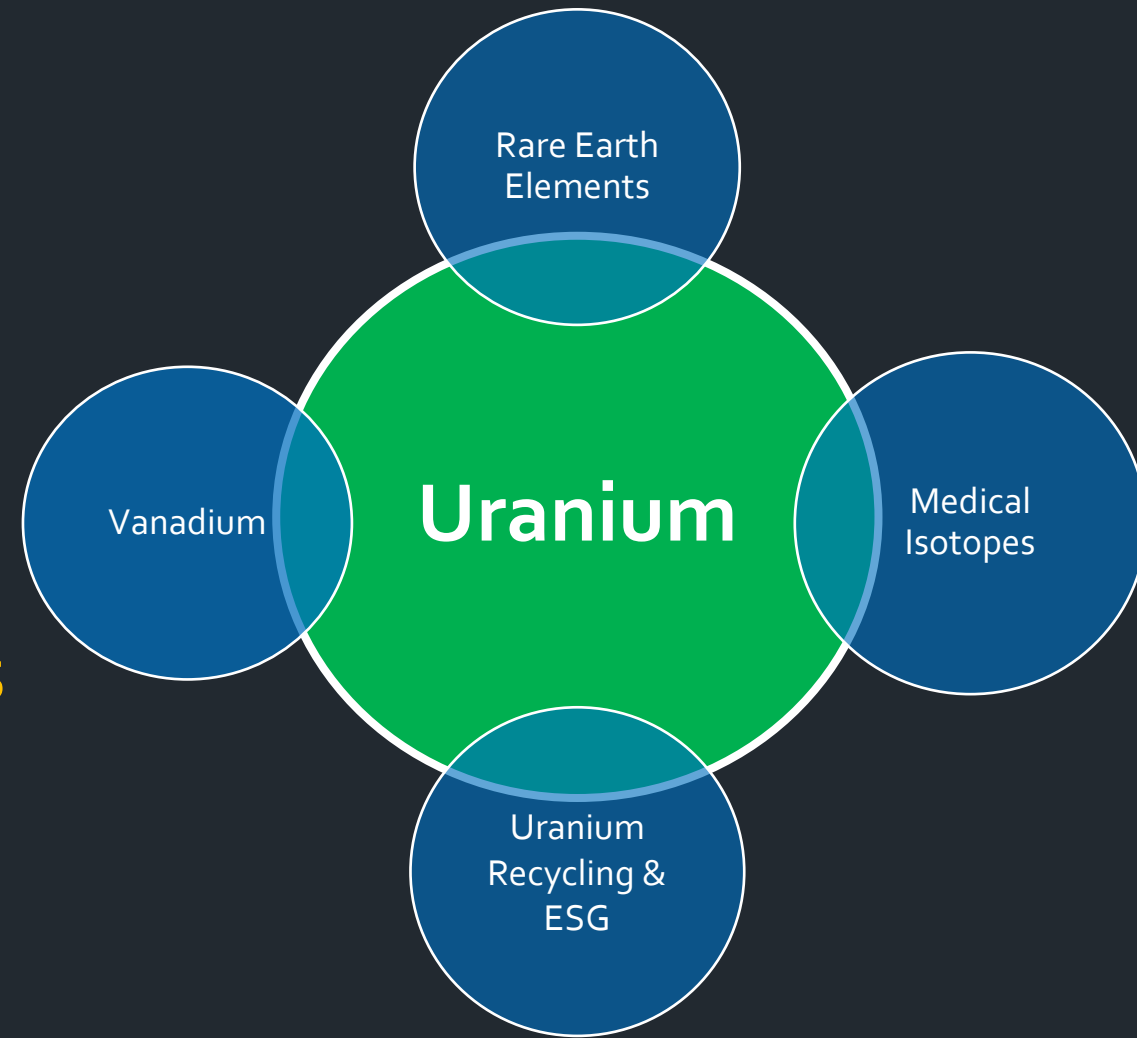 Rare Earth
Elements
Vanadium
Uranium
Medical
Isotopes
Uranium
Recycling &
ESG